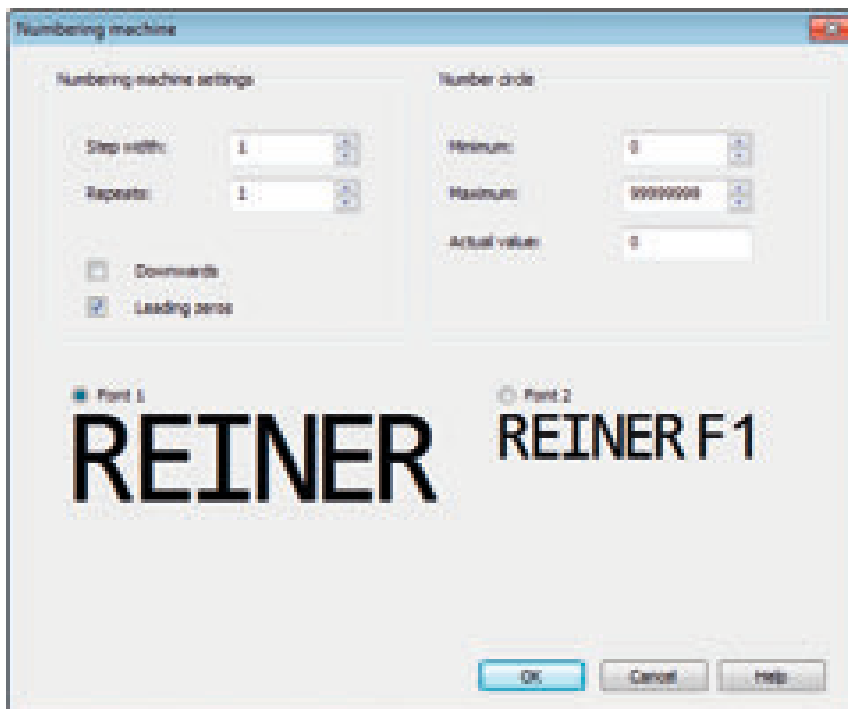 Numbering machine
Numbering machine settings
Number circle
Step width: 1
Minimum: 0
Repeats: 1
Maximum: 99999999
Actual value: 0
Downwards
Leading zeros
Font 1
Font 2
REINER
REINER F1
OK Cancel Help